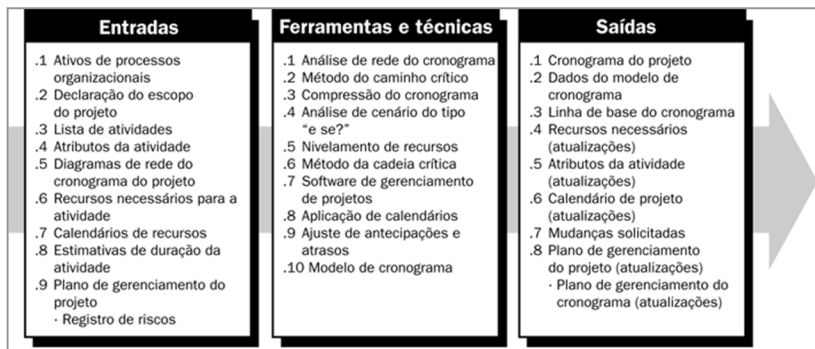 Entradas
.1 Ativos de processos
organizacionais
.2 Declaração do escopo
do projeto
.3 Lista de atividades
.4 Atributos da atividade
.5 Diagramas de rede do
cronograma do projeto
.6 Recursos necessários para a
atividade
.7 Calendários de recursos
.8 Estimativas de duração da
atividade
.9 Plano de gerenciamento do
projeto
· Registro de riscos
Ferramentas e técnicas
.1 Análise de rede do cronograma
.2 Método do caminho crítico
.3 Compressão do cronograma
.4 Análise de cenário do tipo
“e se?”
.5 Nivelamento de recursos
.6 Método da cadeia crítica
.7 Software de gerenciamento
de projetos
.8 Aplicação de calendários
.9 Ajuste de antecipações e
atrasos
.10 Modelo de cronograma
Saídas
.1 Cronograma do projeto
.2 Dados do modelo de
cronograma
.3 Linha de base do cronograma
.4 Recursos necessários
(atualizações)
.5 Atributos da atividade
(atualizações)
.6 Calendário de projeto
(atualizações)
.7 Mudanças solicitadas
.8 Plano de gerenciamento
do projeto (atualizações)
· Plano de gerenciamento do
cronograma (atualizações)